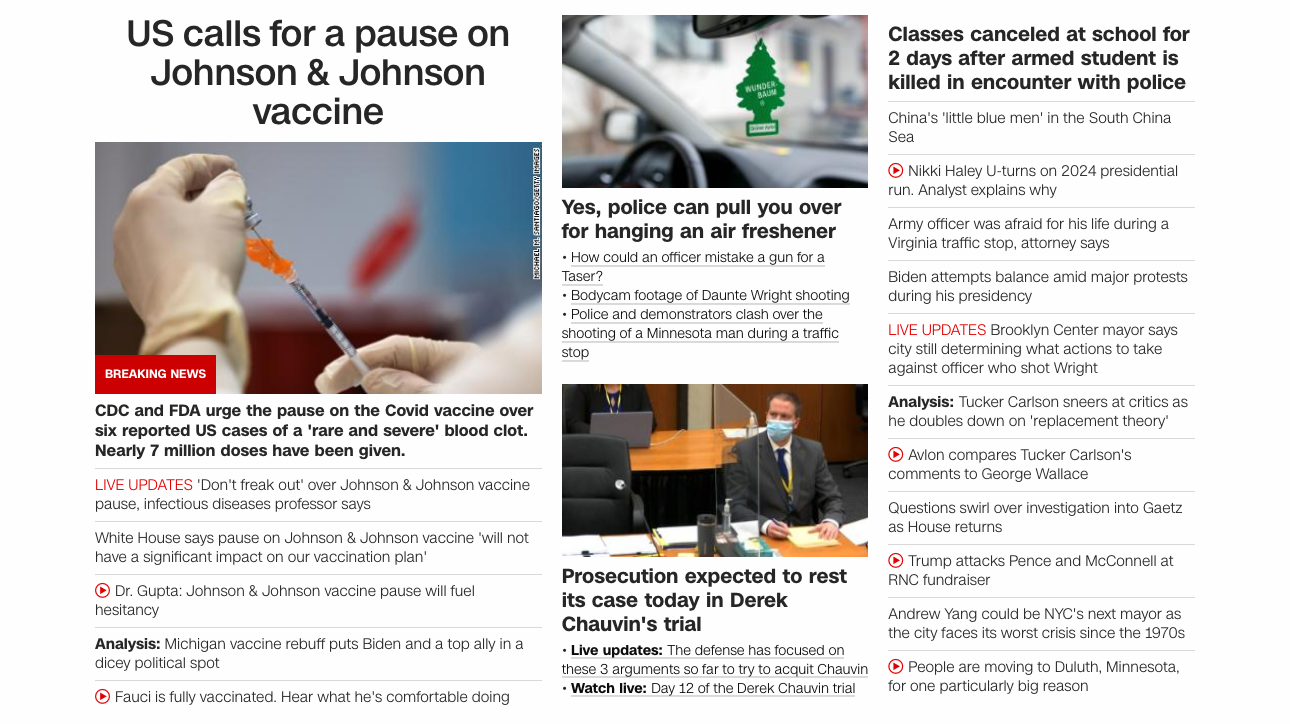 US calls for a pause on
Johnson & Johnson
vaccine
MICHAEL M. SANTIAGO/GETTY IMAGES
BREAKING NEWS
CDC and FDA urge the pause on the Covid vaccine over
six reported US cases of a 'rare and severe' blood clot.
Nearly 7 million doses have been given.
LIVE UPDATES 'Don't freak out' over Johnson & Johnson vaccine
pause, infectious diseases professor says
White House says pause on Johnson & Johnson vaccine 'will not
have a significant impact on our vaccination plan'
Dr. Gupta: Johnson & Johnson vaccine pause will fuel
hesitancy
Analysis: Michigan vaccine rebuff puts Biden and a top ally in a
dicey political spot
Fauci is fully vaccinated. Hear what he's comfortable doing
WUNDER-
BAUM
Yes, police can pull you over
for hanging an air freshener
• How could an officer mistake a gun for a
Taser?
• Bodycam footage of Daunte Wright shooting
• Police and demonstrators clash over the
shooting of a Minnesota man during a traffic
stop
Prosecution expected to rest
its case today in Derek
Chauvin's trial
• Live updates: The defense has focused on
these 3 arguments so far to try to acquit Chauvin
• Watch live: Day 12 of the Derek Chauvin trial
Classes canceled at school for
2 days after armed student is
killed in encounter with police
China's 'little blue men' in the South China
Sea
Nikki Haley U-turns on 2024 presidential
run. Analyst explains why
Army officer was afraid for his life during a
Virginia traffic stop, attorney says
Biden attempts balance amid major protests
during his presidency
LIVE UPDATES Brooklyn Center mayor says
city still determining what actions to take
against officer who shot Wright
Analysis: Tucker Carlson sneers at critics as
he doubles down on 'replacement theory'
Avlon compares Tucker Carlson's
comments to George Wallace
Questions swirl over investigation into Gaetz
as House returns
Trump attacks Pence and McConnell at
RNC fundraiser
Andrew Yang could be NYC's next mayor as
the city faces its worst crisis since the 1970s
People are moving to Duluth, Minnesota,
for one particularly big reason